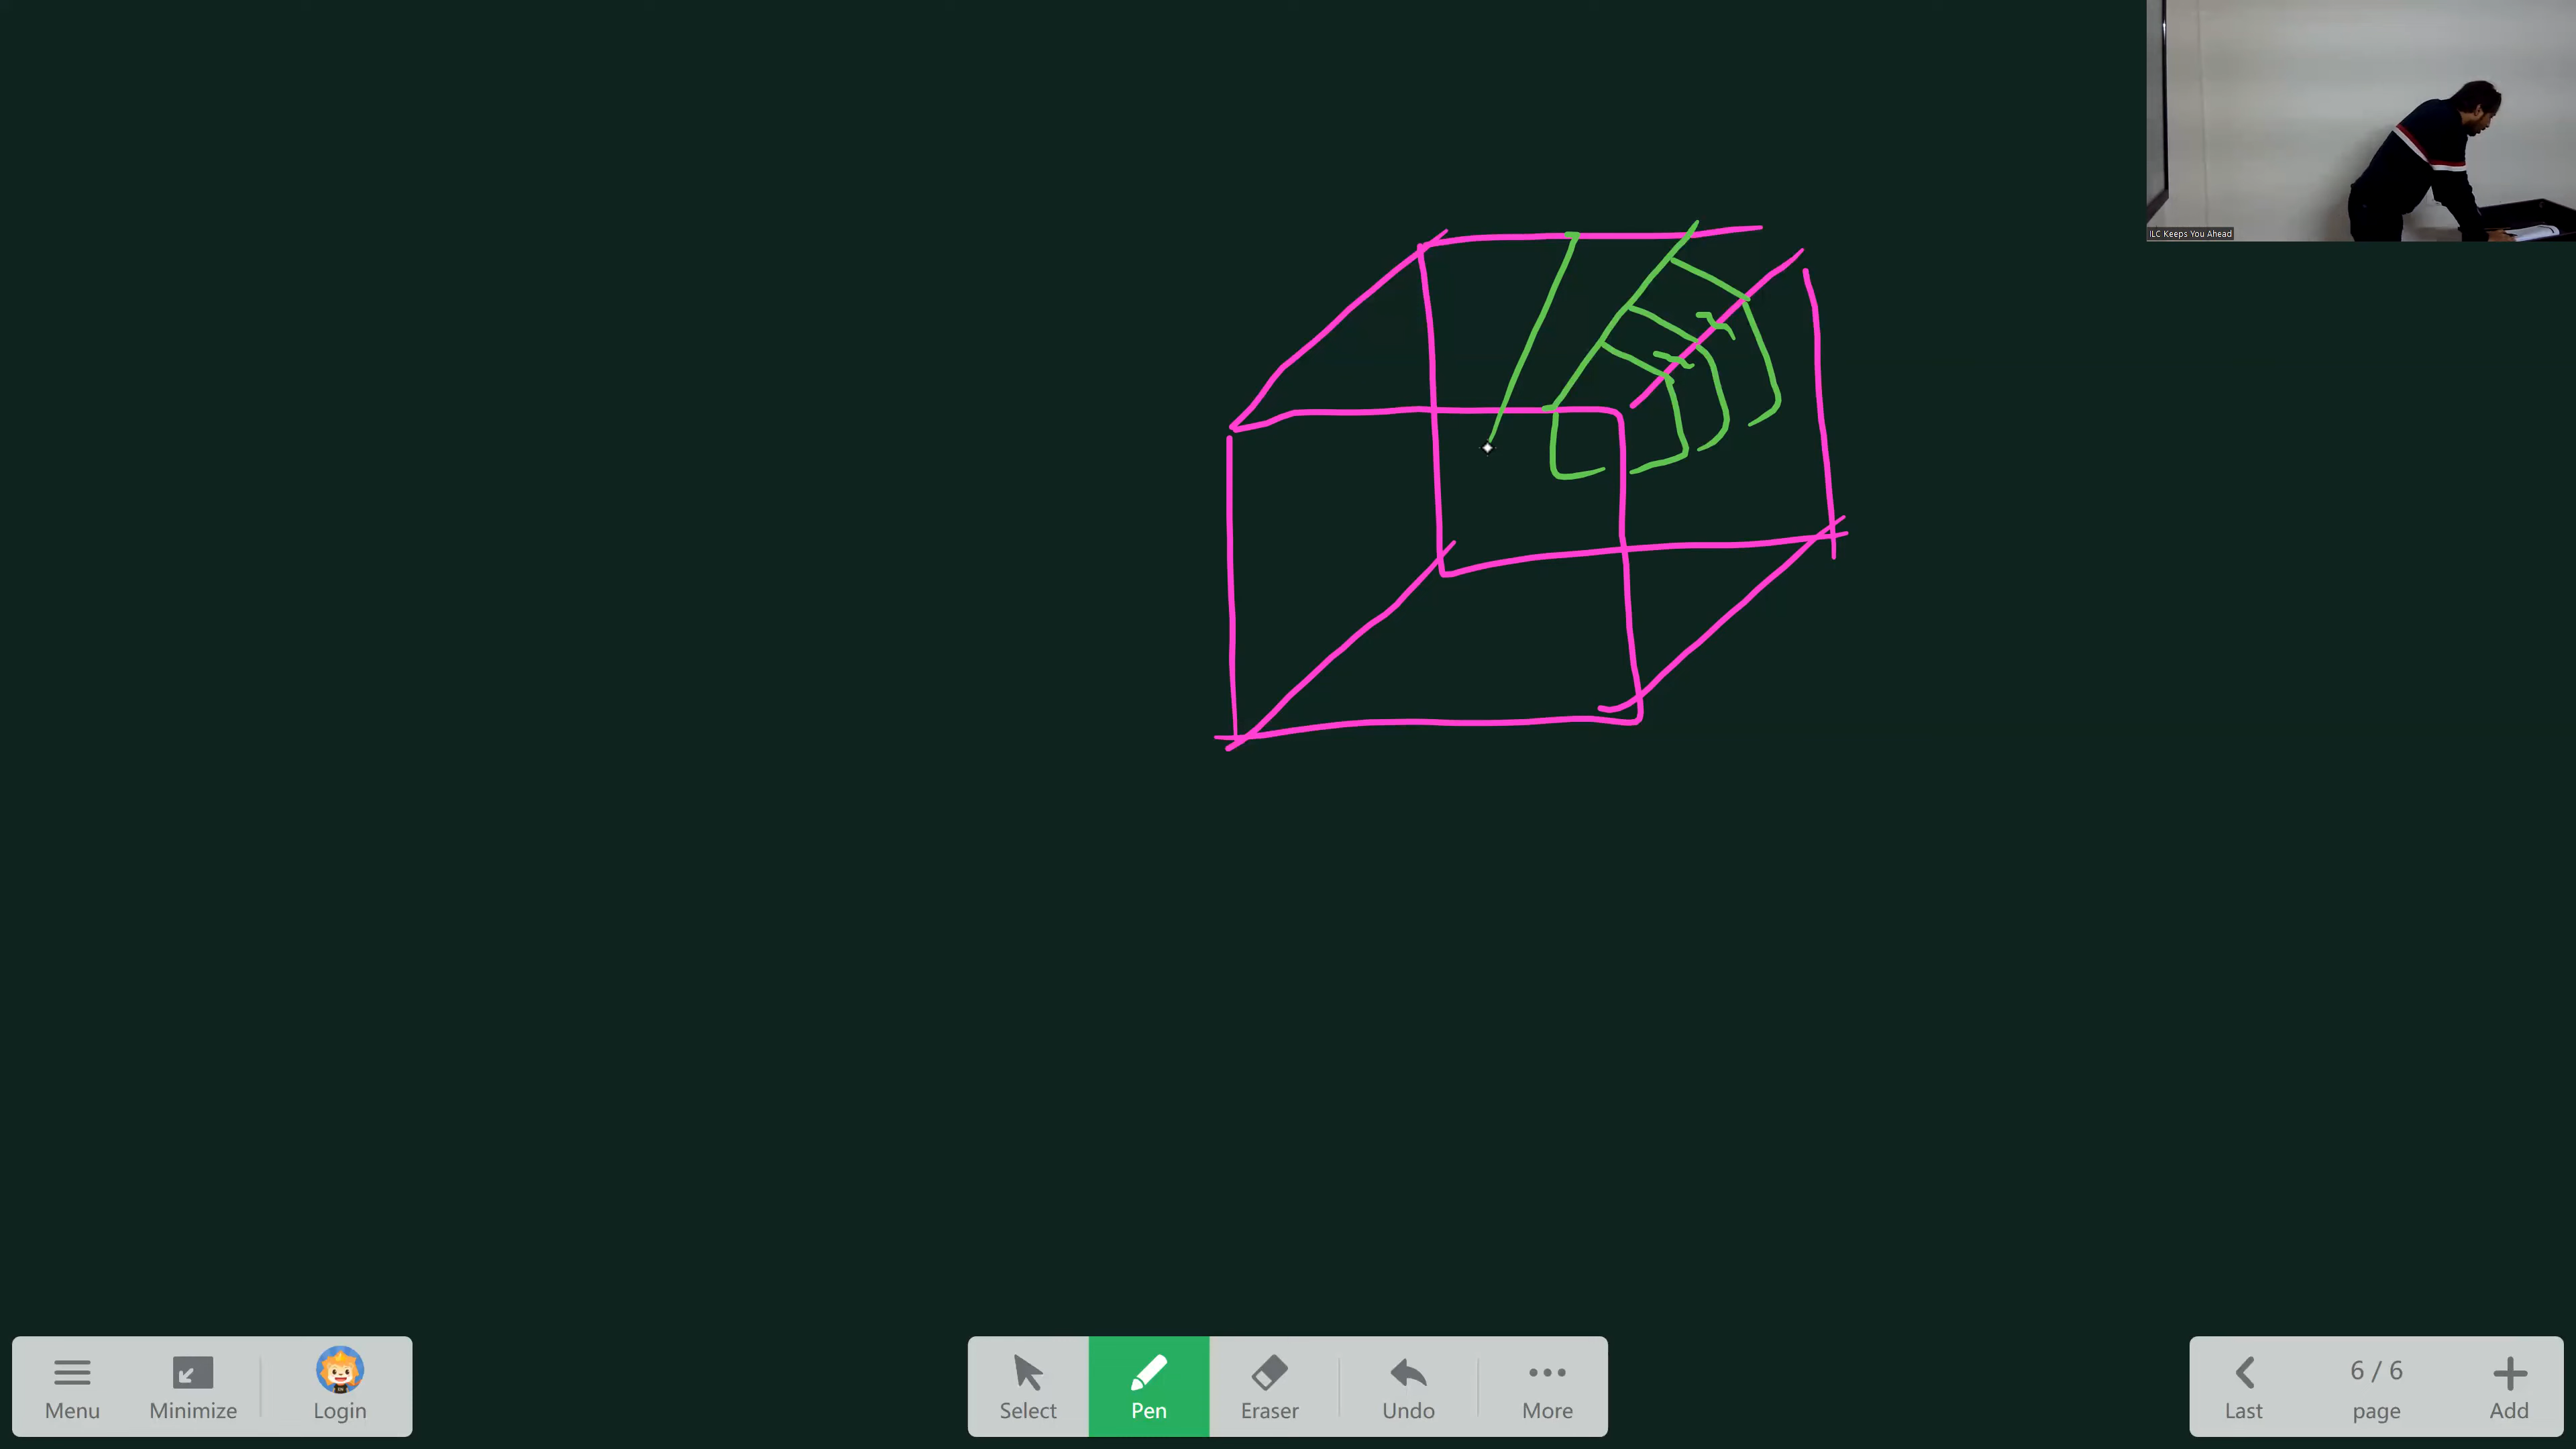 ILC Keeps You Ahead
Menu
Minimize
Login
Select
Pen
Eraser
Undo
More
Last
6 / 6
page
Add